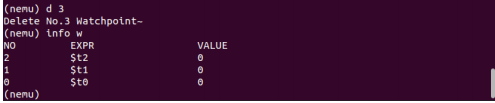 (nemu) d 3
Delete No.3 Watchpoint~
(nemu) info w
NO EXPR VALUE
2 $t2 0
1 $t1 0
0 $t0 0
(nemu)